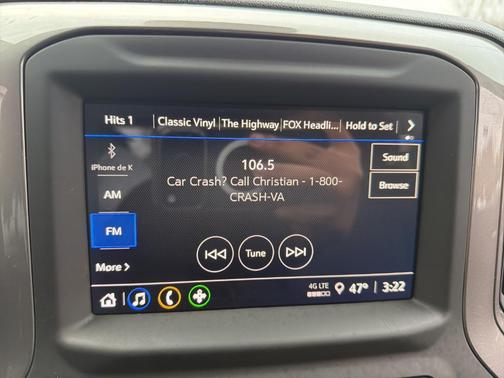 Hits 1 | Classic Vinyl | The Highway | FOX Headli... | Hold to Set |
iPhone de K
AM
FM
More >
106.5
Car Crash? Call Christian - 1-800-
CRASH-VA
Tune
Sound
Browse
4G LTE 47° | 3:22